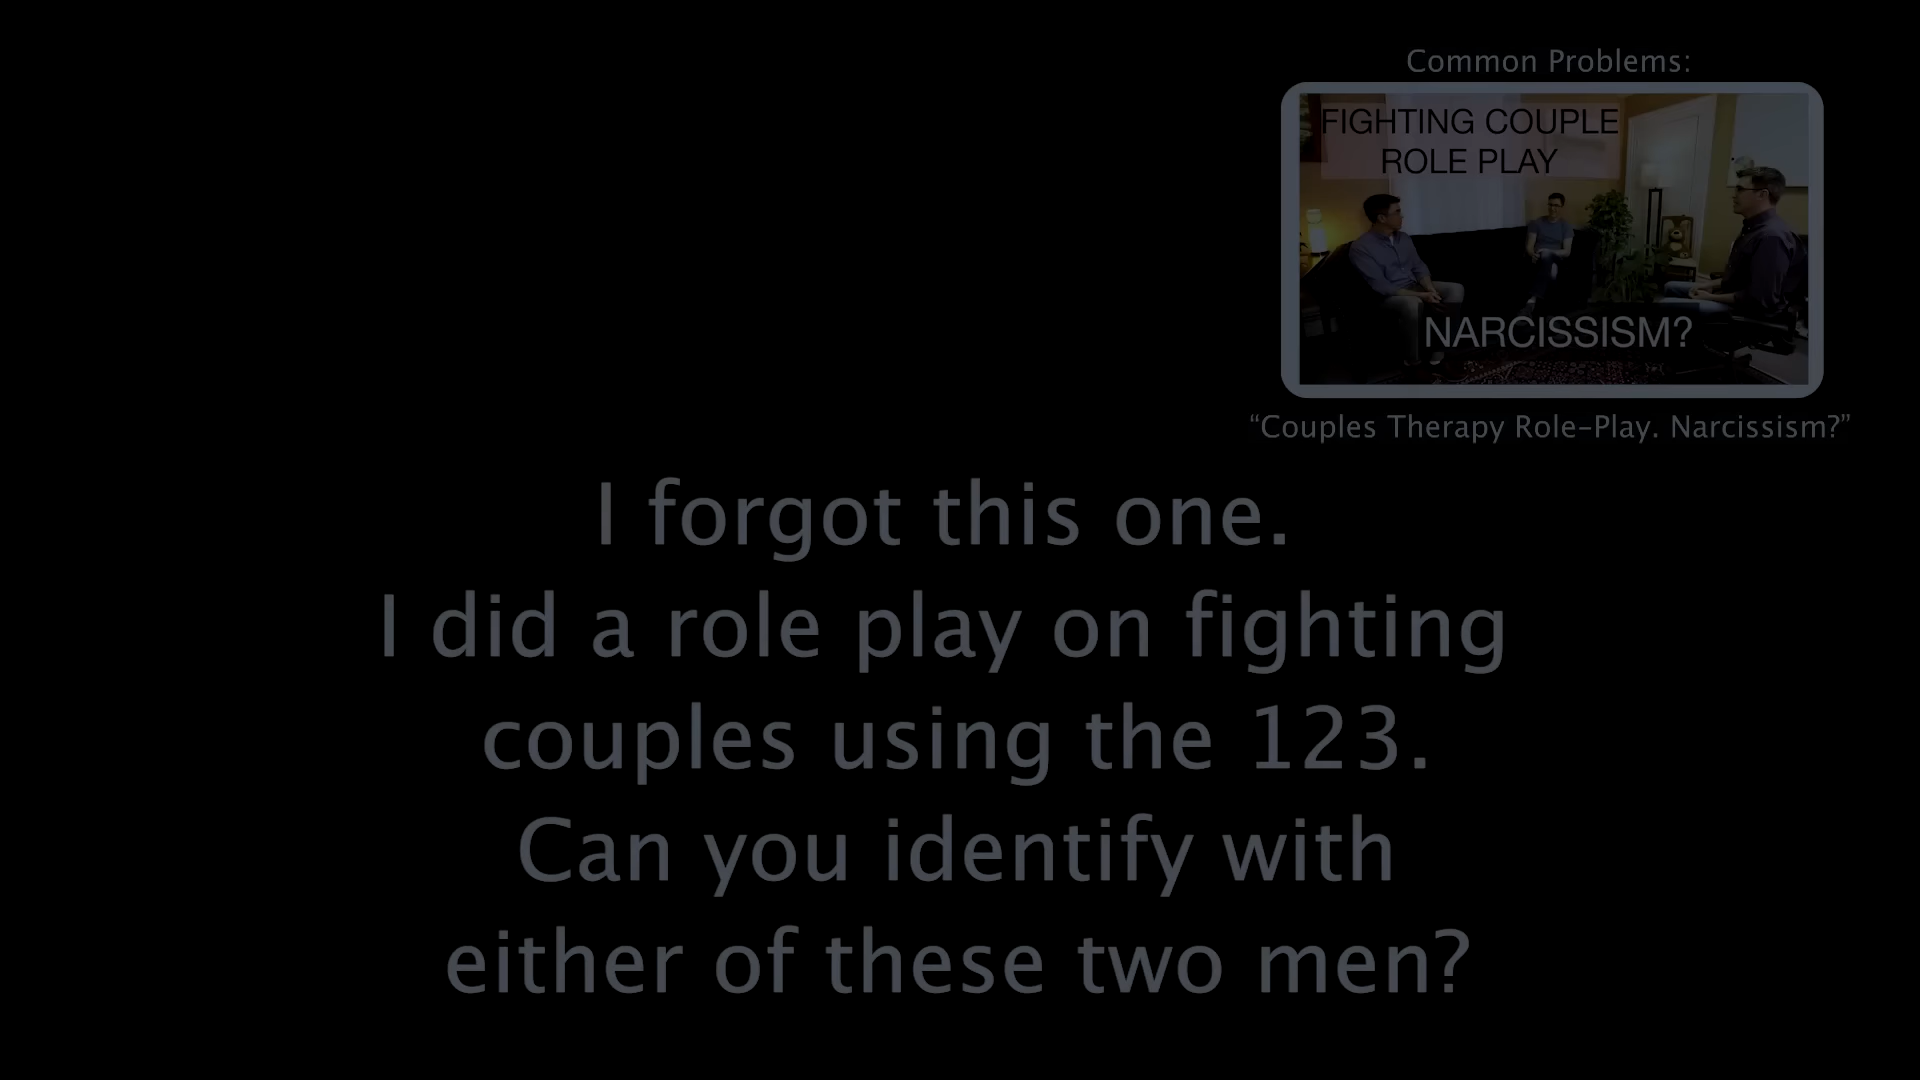 Common Problems:
FIGHTING COUPLE
ROLE PLAY
NARCISSISM?
“Couples Therapy Role-Play. Narcissism?”
I forgot this one.
I did a role play on fighting
couples using the 123.
Can you identify with
either of these two men?